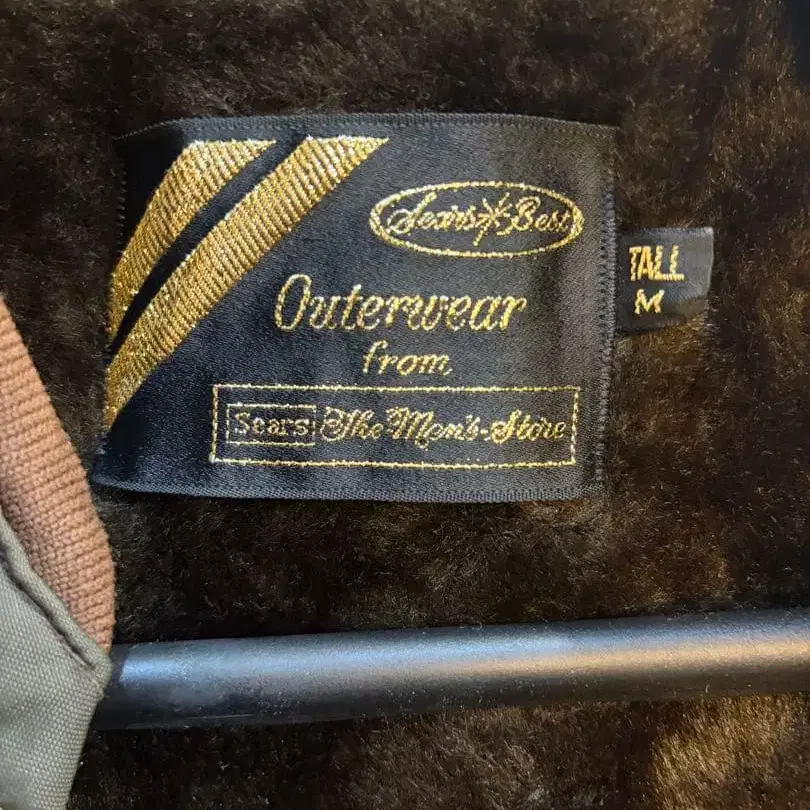 Sears*Best
Outerwear
from
Sears The Men's-Store
TALL
M